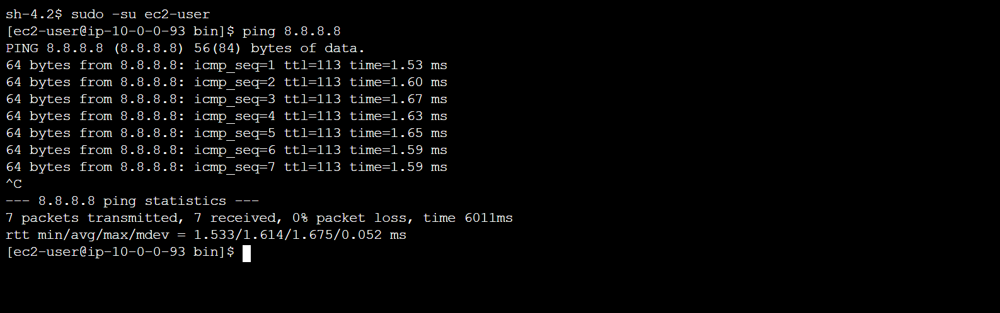 sh-4.2$ sudo -su ec2-user
[ec2-user@ip-10-0-0-93 bin]$ ping 8.8.8.8
PING 8.8.8.8 (8.8.8.8) 56(84) bytes of data.
64 bytes from 8.8.8.8: icmp_seq=1 ttl=113 time=1.53 ms
64 bytes from 8.8.8.8: icmp_seq=2 ttl=113 time=1.60 ms
64 bytes from 8.8.8.8: icmp_seq=3 ttl=113 time=1.67 ms
64 bytes from 8.8.8.8: icmp_seq=4 ttl=113 time=1.63 ms
64 bytes from 8.8.8.8: icmp_seq=5 ttl=113 time=1.65 ms
64 bytes from 8.8.8.8: icmp_seq=6 ttl=113 time=1.59 ms
64 bytes from 8.8.8.8: icmp_seq=7 ttl=113 time=1.59 ms
^C
--- 8.8.8.8 ping statistics ---
7 packets transmitted, 7 received, 0% packet loss, time 6011ms
rtt min/avg/max/mdev = 1.533/1.614/1.675/0.052 ms
[ec2-user@ip-10-0-0-93 bin]$